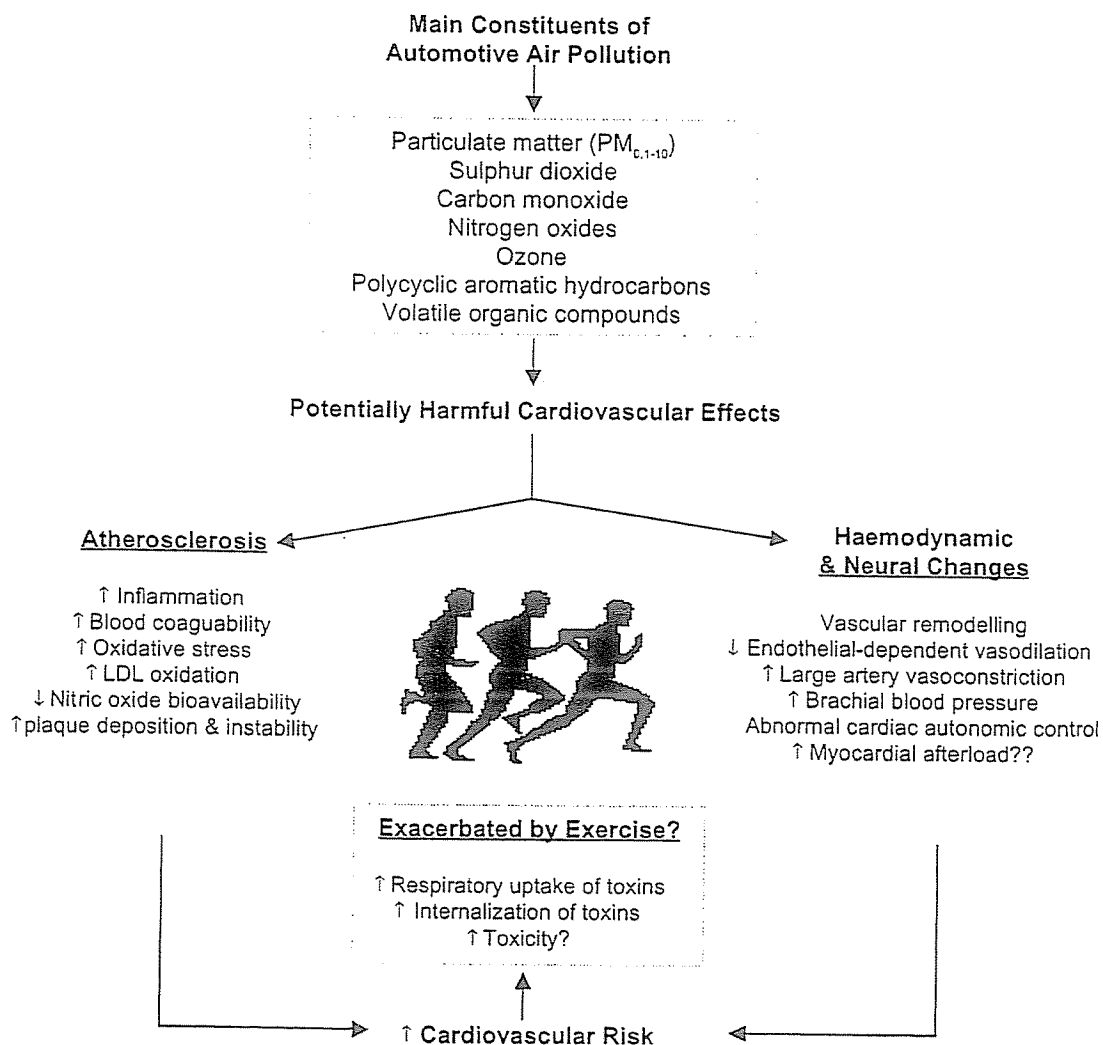 Main Constituents of
Automotive Air Pollution
Particulate matter (PM0.1-10)
Sulphur dioxide
Carbon monoxide
Nitrogen oxides
Ozone
Polycyclic aromatic hydrocarbons
Volatile organic compounds
Potentially Harmful Cardiovascular Effects
Atherosclerosis
↑ Inflammation
↑ Blood coaguability
↑ Oxidative stress
↑ LDL oxidation
↓ Nitric oxide bioavailability
↑plaque deposition & instability
Haemodynamic
& Neural Changes
Vascular remodelling
↓ Endothelial-dependent vasodilation
↑ Large artery vasoconstriction
↑ Brachial blood pressure
Abnormal cardiac autonomic control
↑ Myocardial afterload??
Exacerbated by Exercise?
↑ Respiratory uptake of toxins
↑ Internalization of toxins
↑ Toxicity?
↑ Cardiovascular Risk